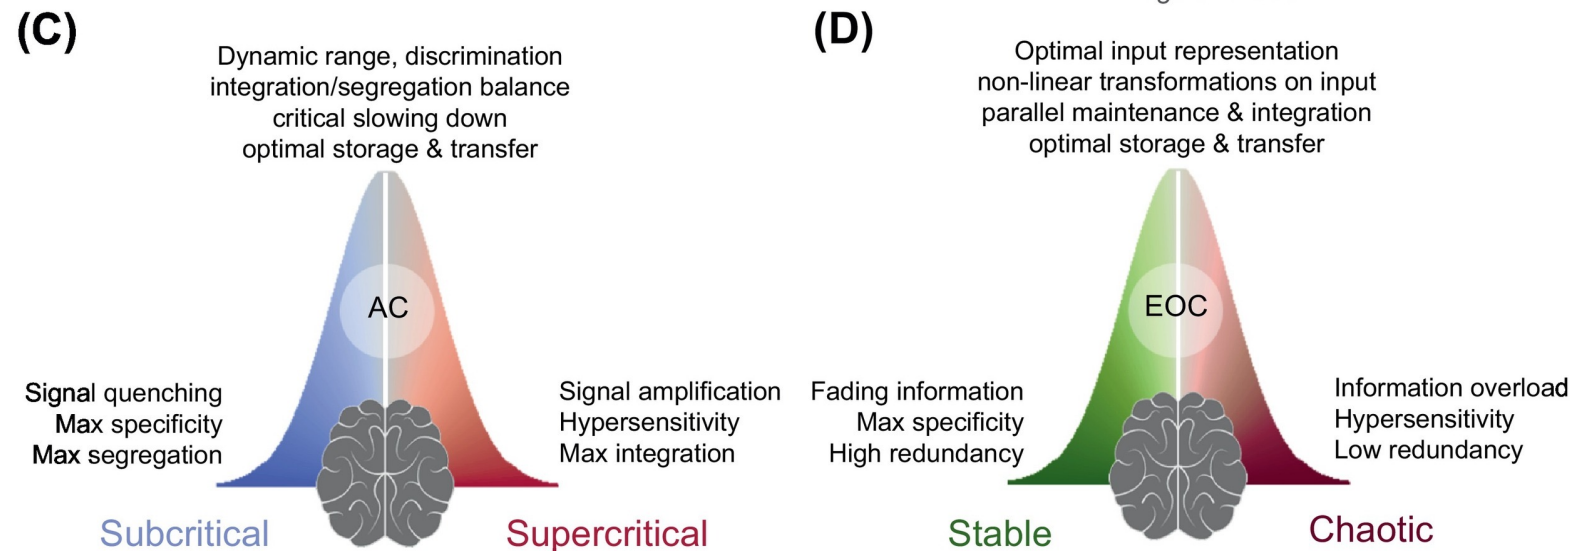 (C)
Dynamic range, discrimination
integration/segregation balance
critical slowing down
optimal storage & transfer
AC
Signal quenching
Max specificity
Max segregation
Signal amplification
Hypersensitivity
Max integration
Subcritical
Supercritical
(D)
Optimal input representation
non-linear transformations on input
parallel maintenance & integration
optimal storage & transfer
EOC
Fading information
Max specificity
High redundancy
Information overload
Hypersensitivity
Low redundancy
Stable
Chaotic